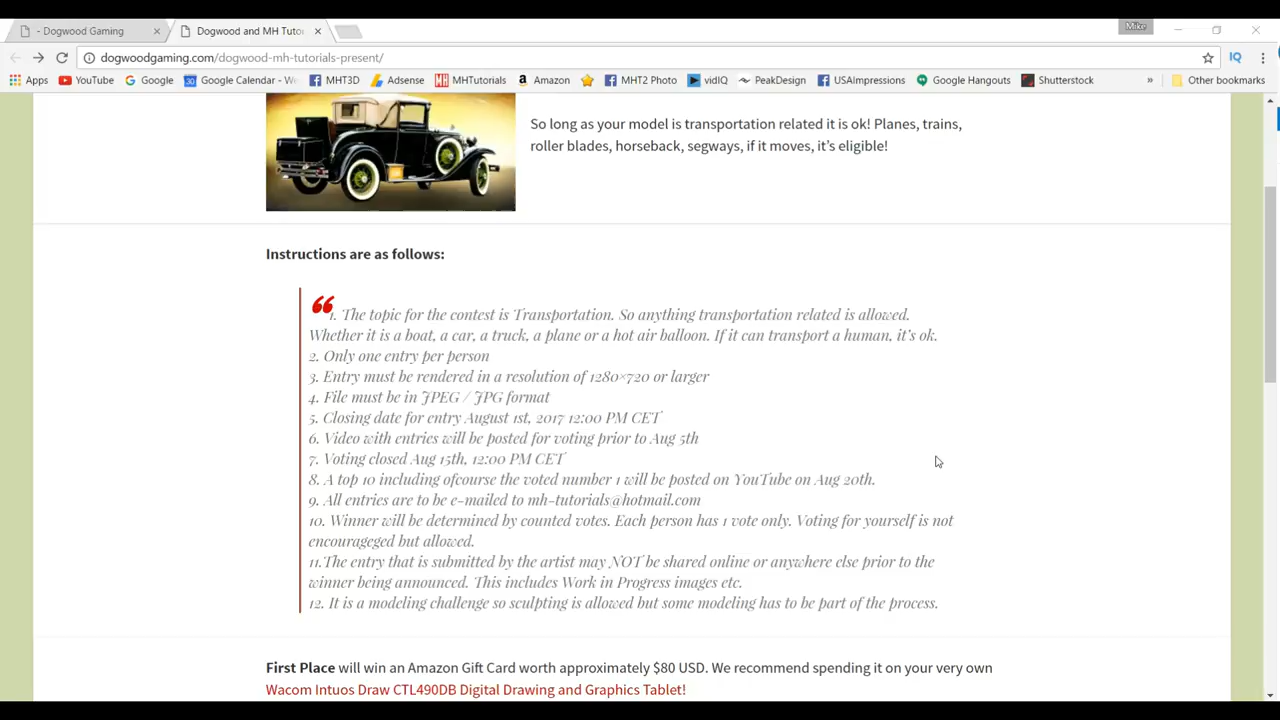 - Dogwood Gaming
Dogwood and MH Tuto
Mike
dogwoodgaming.com/dogwood-mh-tutorials-present/
IQ
Apps
YouTube
Google
Google Calendar - We
MHT3D
Adsense
MHTutorials
Amazon
MHT2 Photo
vidIQ
PeakDesign
USAImpressions
Google Hangouts
Shutterstock
»
Other bookmarks
So long as your model is transportation related it is ok! Planes, trains,
roller blades, horseback, segways, if it moves, it's eligible!
Instructions are as follows:
1. The topic for the contest is Transportation. So anything transportation related is allowed.
Whether it is a boat, a car, a truck, a plane or a hot air balloon. If it can transport a human, it's ok.
2. Only one entry per person
3. Entry must be rendered in a resolution of 1280×720 or larger
4. File must be in JPEG / JPG format
5. Closing date for entry August 1st, 2017 12:00 PM CET
6. Video with entries will be posted for voting prior to Aug 5th
7. Voting closed Aug 15th, 12:00 PM CET
8. A top 10 including ofcourse the voted number 1 will be posted on YouTube on Aug 20th.
9. All entries are to be e-mailed to mh-tutorials@hotmail.com
10. Winner will be determined by counted votes. Each person has 1 vote only. Voting for yourself is not
encourageged but allowed.
11.The entry that is submitted by the artist may NOT be shared online or anywhere else prior to the
winner being announced. This includes Work in Progress images etc.
12. It is a modeling challenge so sculpting is allowed but some modeling has to be part of the process.
First Place will win an Amazon Gift Card worth approximately $80 USD. We recommend spending it on your very own
Wacom Intuos Draw CTL490DB Digital Drawing and Graphics Tablet!